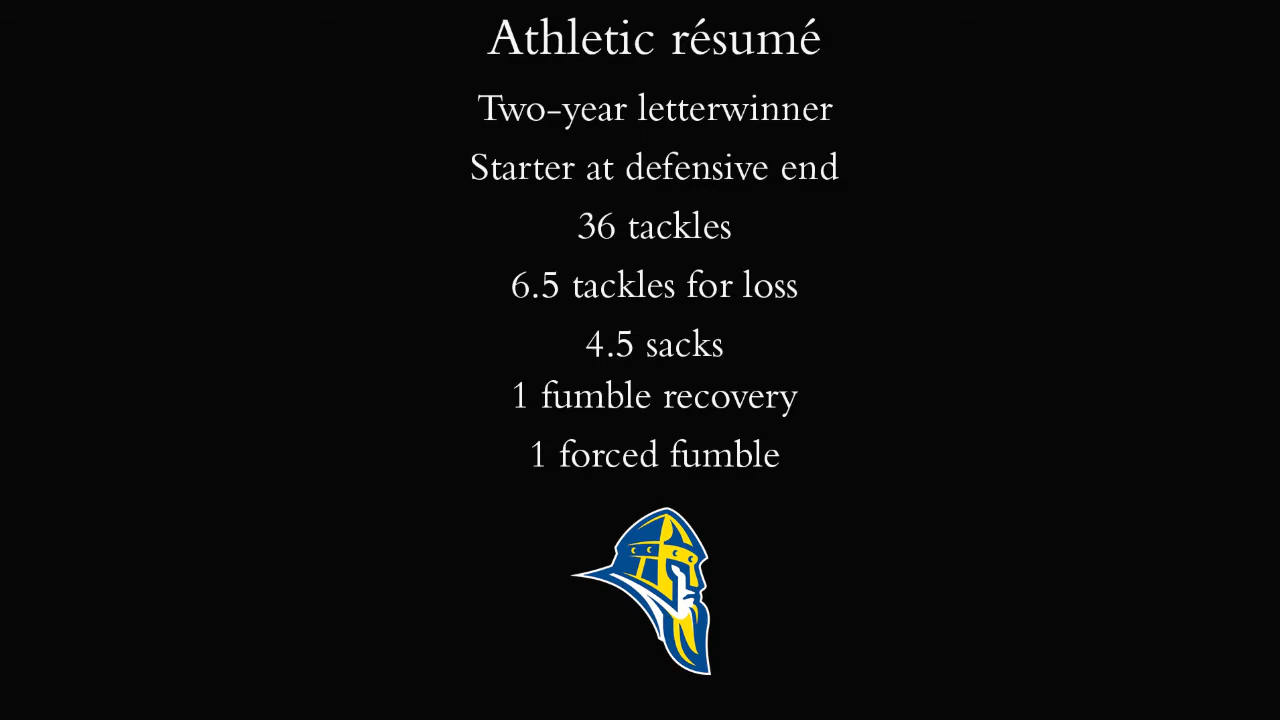 Athletic résumé
Two-year letterwinner
Starter at defensive end
36 tackles
6.5 tackles for loss
4.5 sacks
1 fumble recovery
1 forced fumble